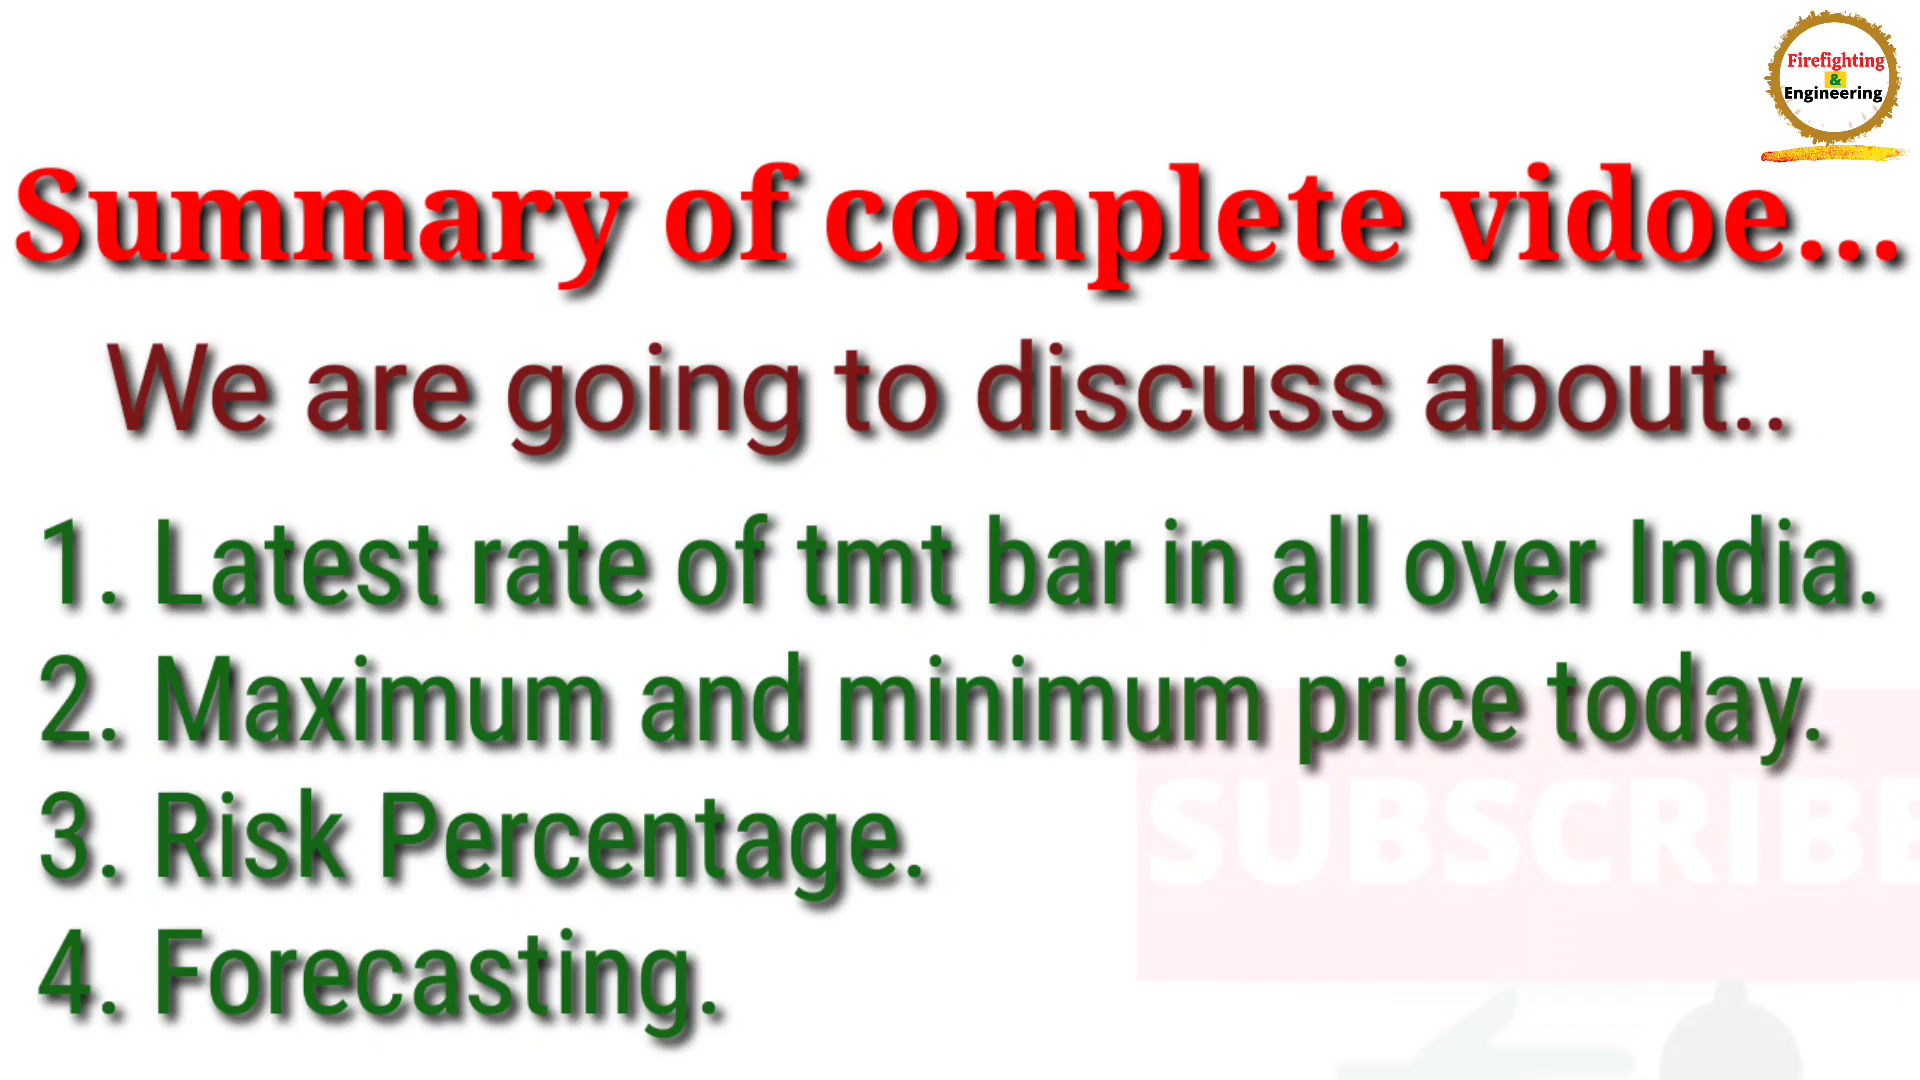 Firefighting
&
Engineering
Summary of complete vidoe...
We are going to discuss about..
1. Latest rate of tmt bar in all over India.
2. Maximum and minimum price today.
3. Risk Percentage.
SUBSCRIBE
4. Forecasting.